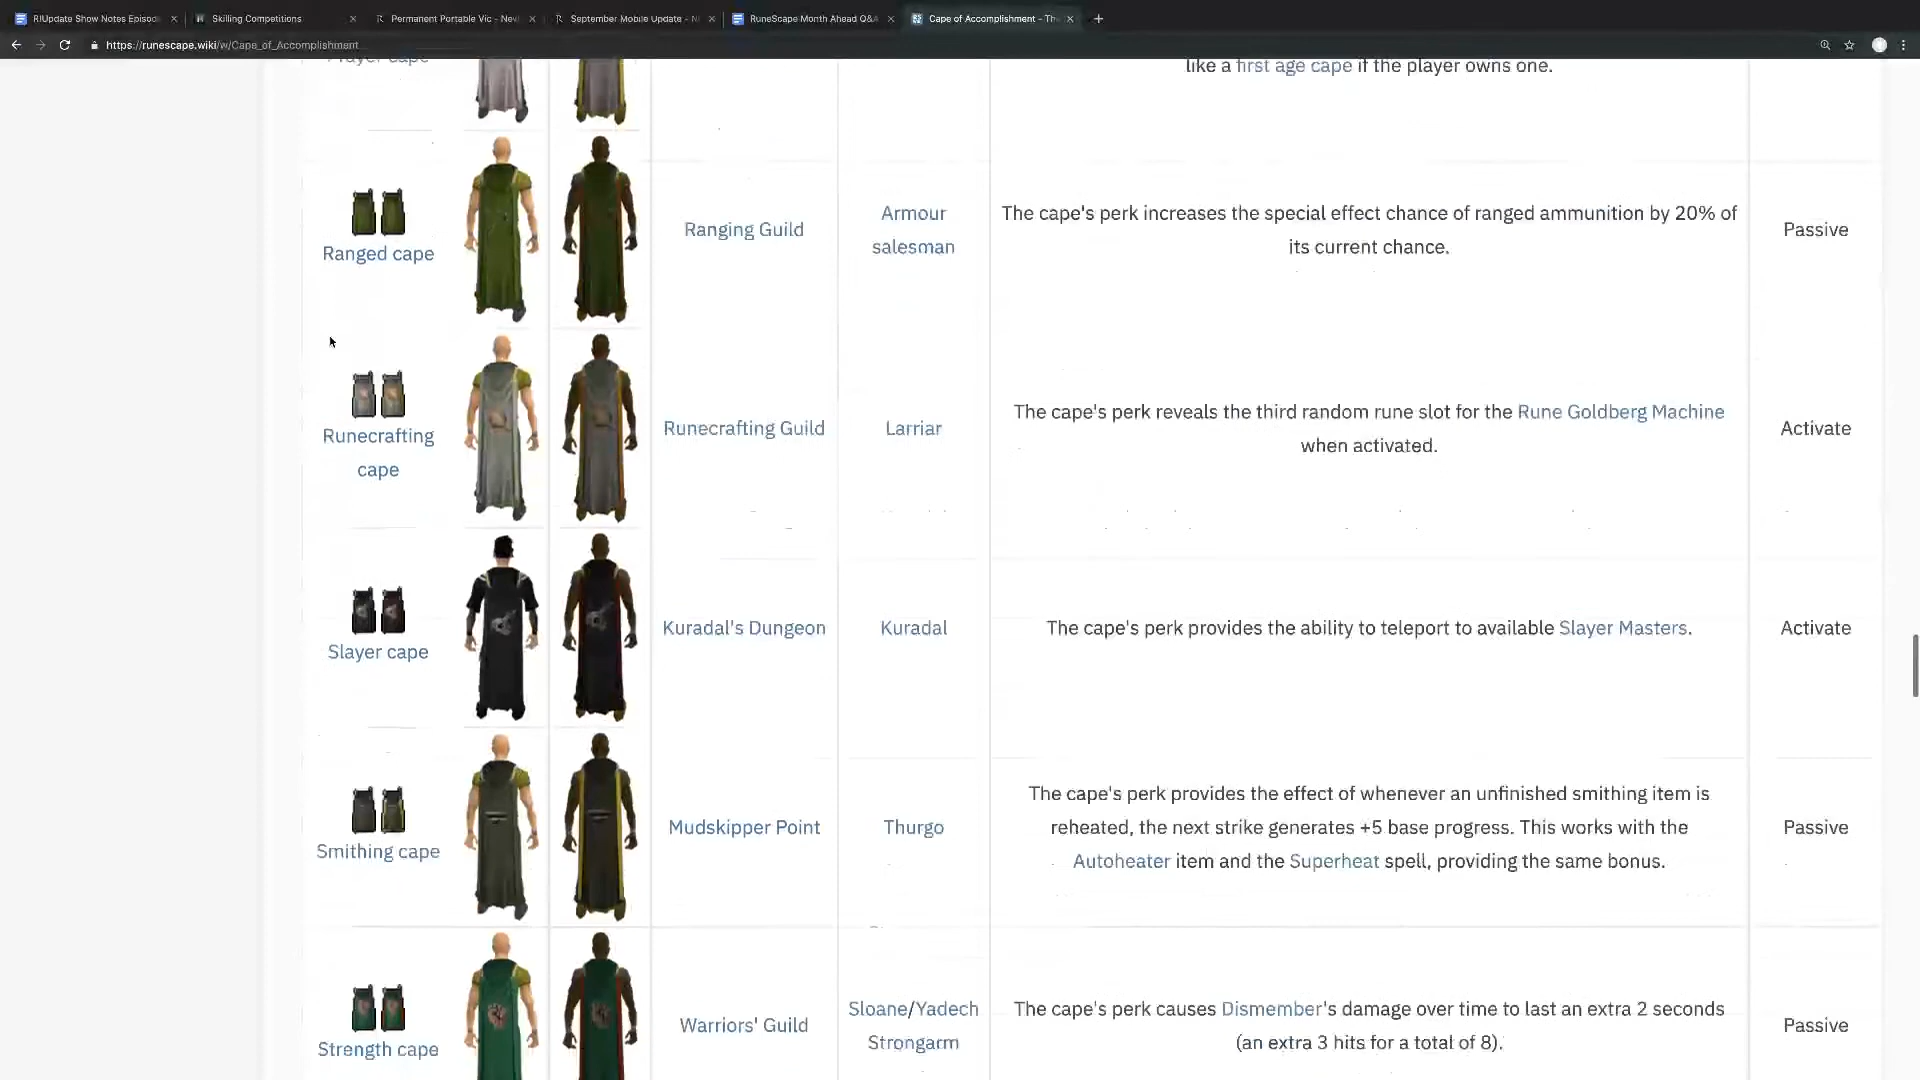 RIUpdate Show Notes Episod
Skilling Competitions
Permanent Portable Vic - Nev
September Mobile Update - N
RuneScape Month Ahead Q&A
Cape of Accomplishment - Th
https://runescape.wiki/w/Cape_of_Accomplishment
Prayer cape
like a first age cape if the player owns one.
Ranged cape
Ranging Guild
Armour
salesman
The cape's perk increases the special effect chance of ranged ammunition by 20% of
its current chance.
Passive
Runecrafting
cape
Runecrafting Guild
Larriar
The cape's perk reveals the third random rune slot for the Rune Goldberg Machine
when activated.
Activate
Slayer cape
Kuradal's Dungeon
Kuradal
The cape's perk provides the ability to teleport to available Slayer Masters.
Activate
Smithing cape
Mudskipper Point
Thurgo
The cape's perk provides the effect of whenever an unfinished smithing item is
reheated, the next strike generates +5 base progress. This works with the
Autoheater item and the Superheat spell, providing the same bonus.
Passive
Strength cape
Warriors' Guild
Sloane/Yadech
Strongarm
The cape's perk causes Dismember's damage over time to last an extra 2 seconds
(an extra 3 hits for a total of 8).
Passive